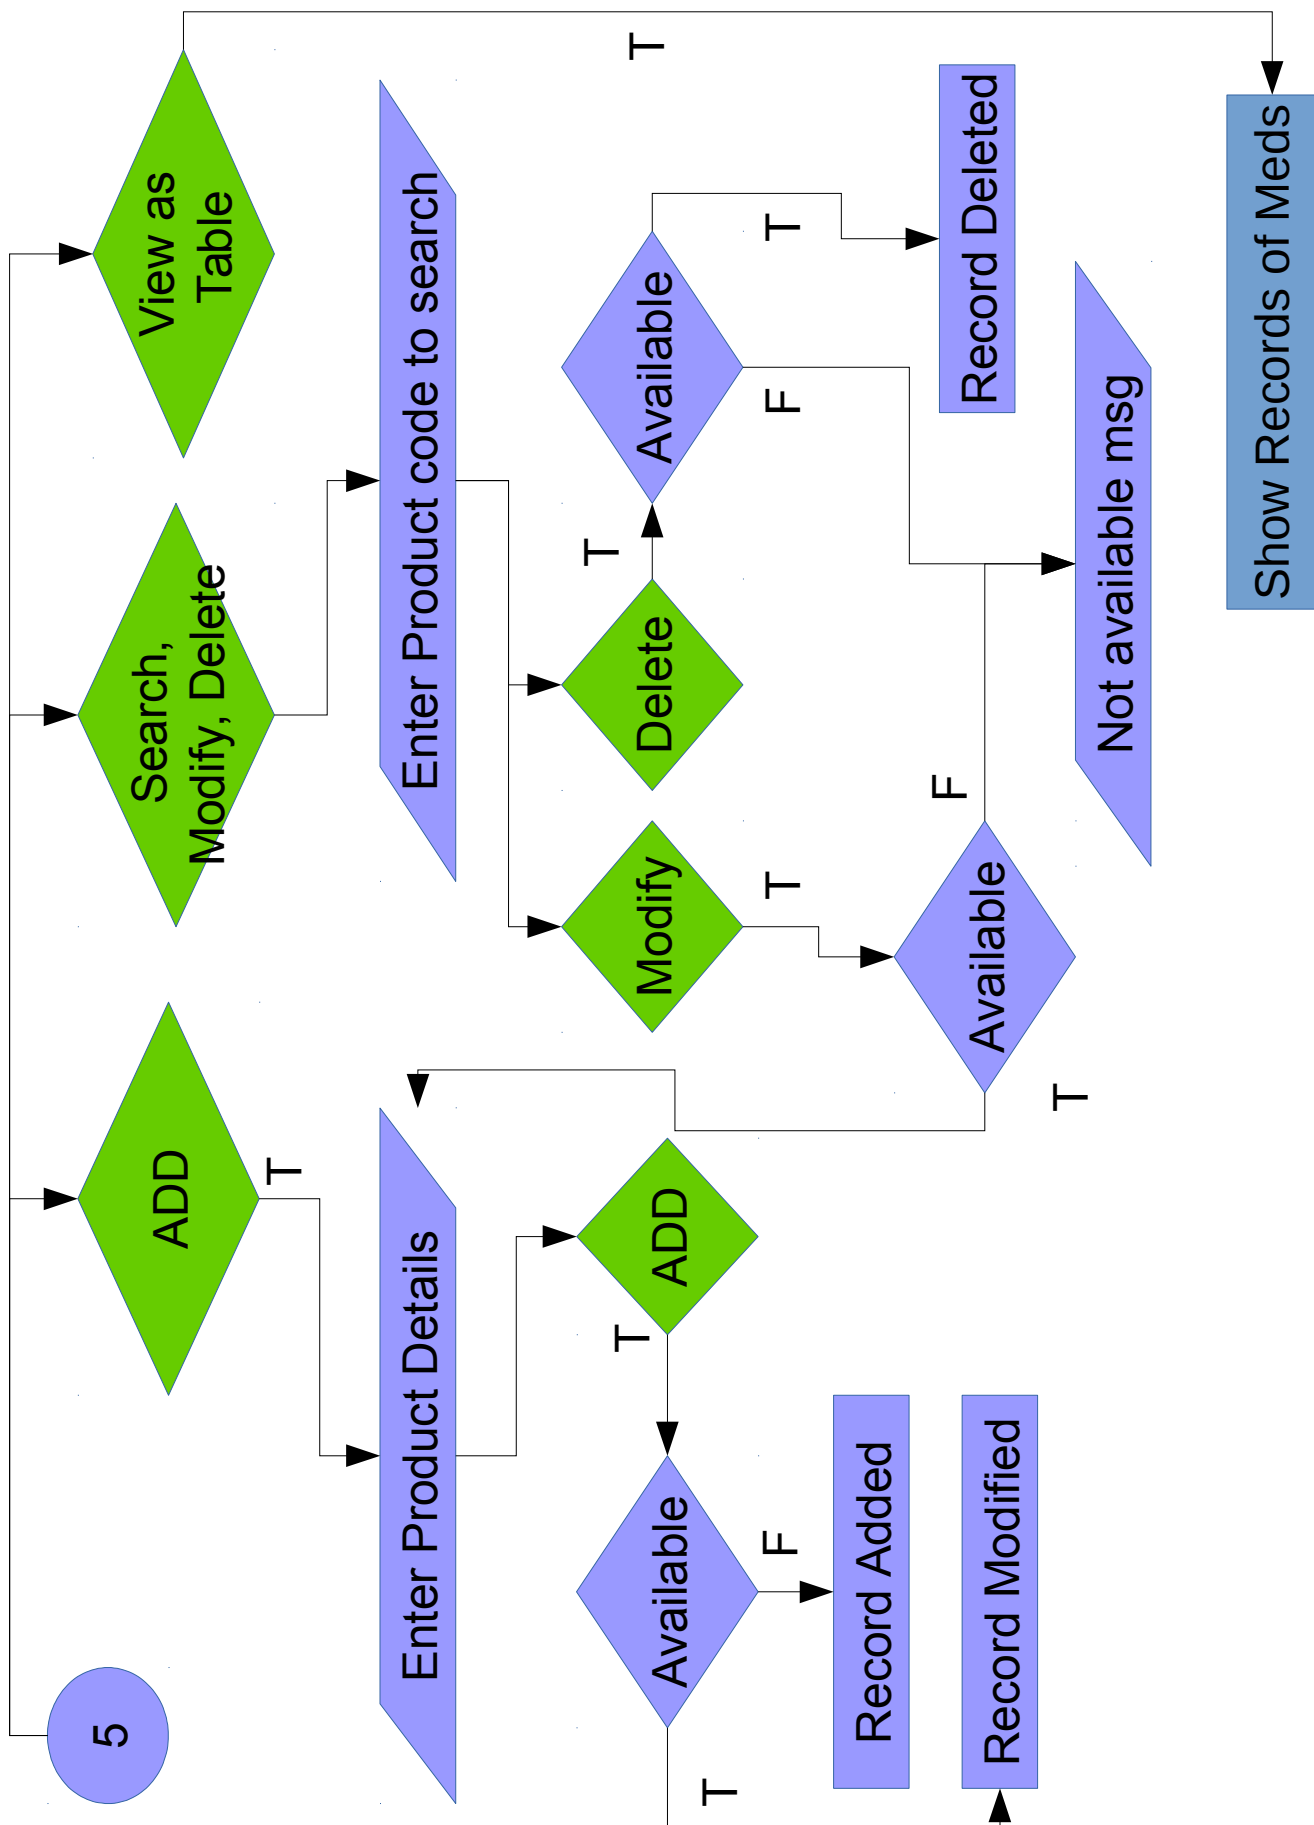 5
ADD
Search,
Modify, Delete
View as
Table
T
T
Enter Product Details
Enter Product code to search
ADD
Modify
Delete
Available
T
T
T
T
Available
F
T
F
Available
F
T
T
Record Added
Record Modified
Record Deleted
Not available msg
Show Records of Meds